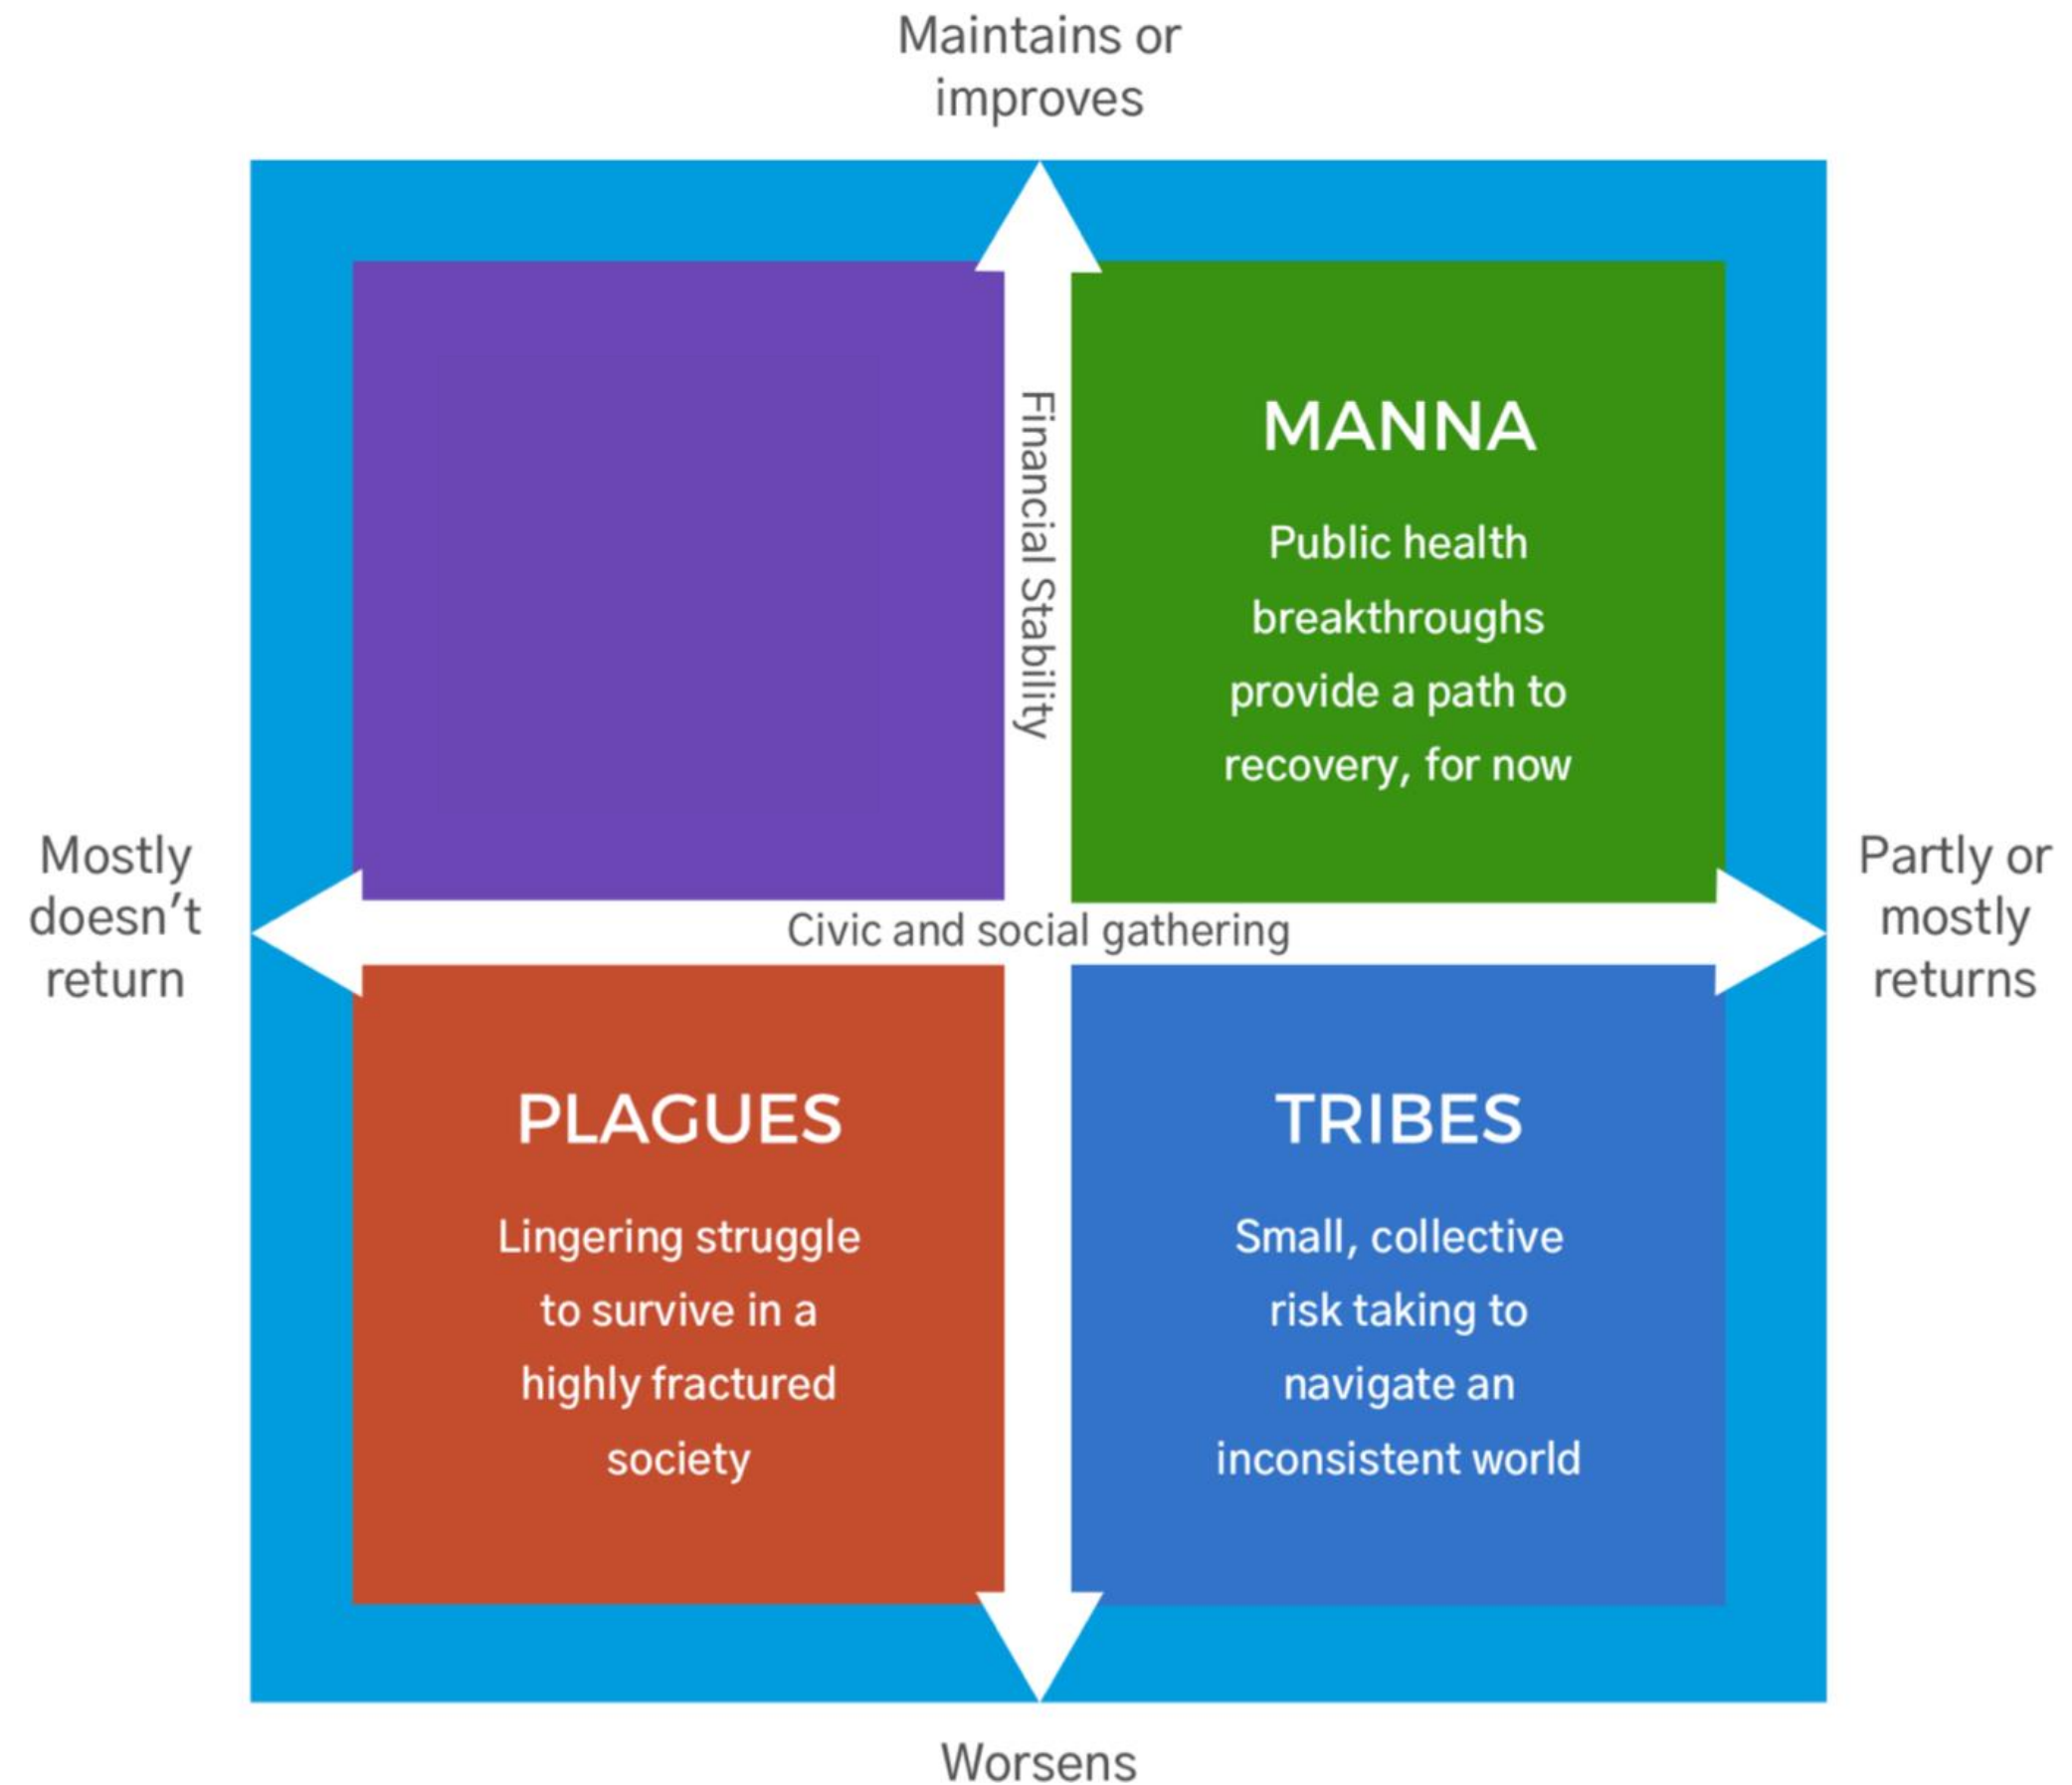 Maintains or
improves
MANNA
Public health
breakthroughs
provide a path to
recovery, for now
Financial Stability
Mostly
doesn't
return
Civic and social gathering
Partly or
mostly
returns
PLAGUES
Lingering struggle
to survive in a
highly fractured
society
TRIBES
Small, collective
risk taking to
navigate an
inconsistent world
Worsens